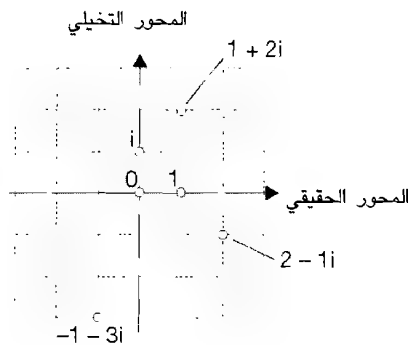 المحور التخيلي
1 + 2i
i
0
1
المحور الحقيقي
2 – 1i
–1 – 3i